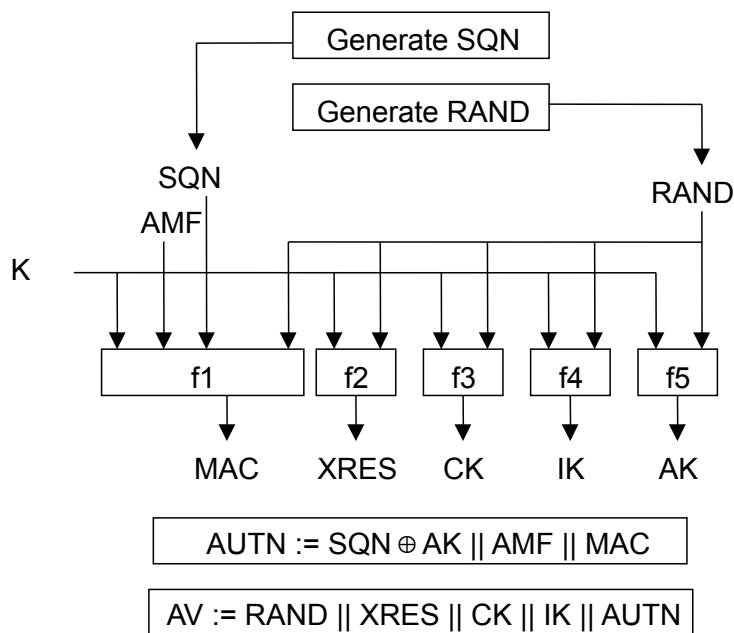 Generate SQN
Generate RAND
SQN
RAND
AMF
K
f1
f2
f3
f4
f5
MAC
XRES
CK
IK
AK
AUTN := SQN ⊕ AK || AMF || MAC
AV := RAND || XRES || CK || IK || AUTN